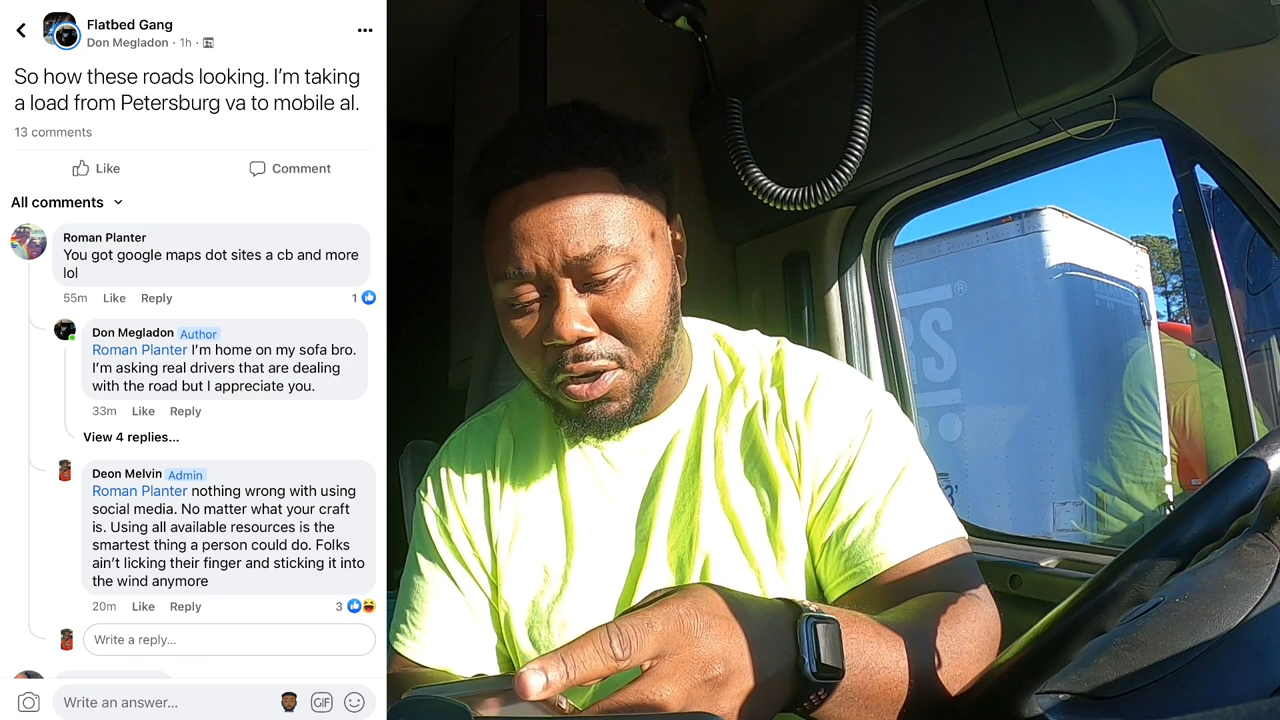 Flatbed Gang
Don Megladon · 1h ·
So how these roads looking. I'm taking
a load from Petersburg va to mobile al.
13 comments
Like
Comment
All comments
Roman Planter
You got google maps dot sites a cb and more
lol
55m Like Reply 1
Don Megladon Author
Roman Planter I'm home on my sofa bro.
I'm asking real drivers that are dealing
with the road but I appreciate you.
33m Like Reply
View 4 replies...
Deon Melvin Admin
Roman Planter nothing wrong with using
social media. No matter what your craft
is. Using all available resources is the
smartest thing a person could do. Folks
ain't licking their finger and sticking it into
the wind anymore
20m Like Reply 3
Write a reply...
Write an answer...
GIF
®